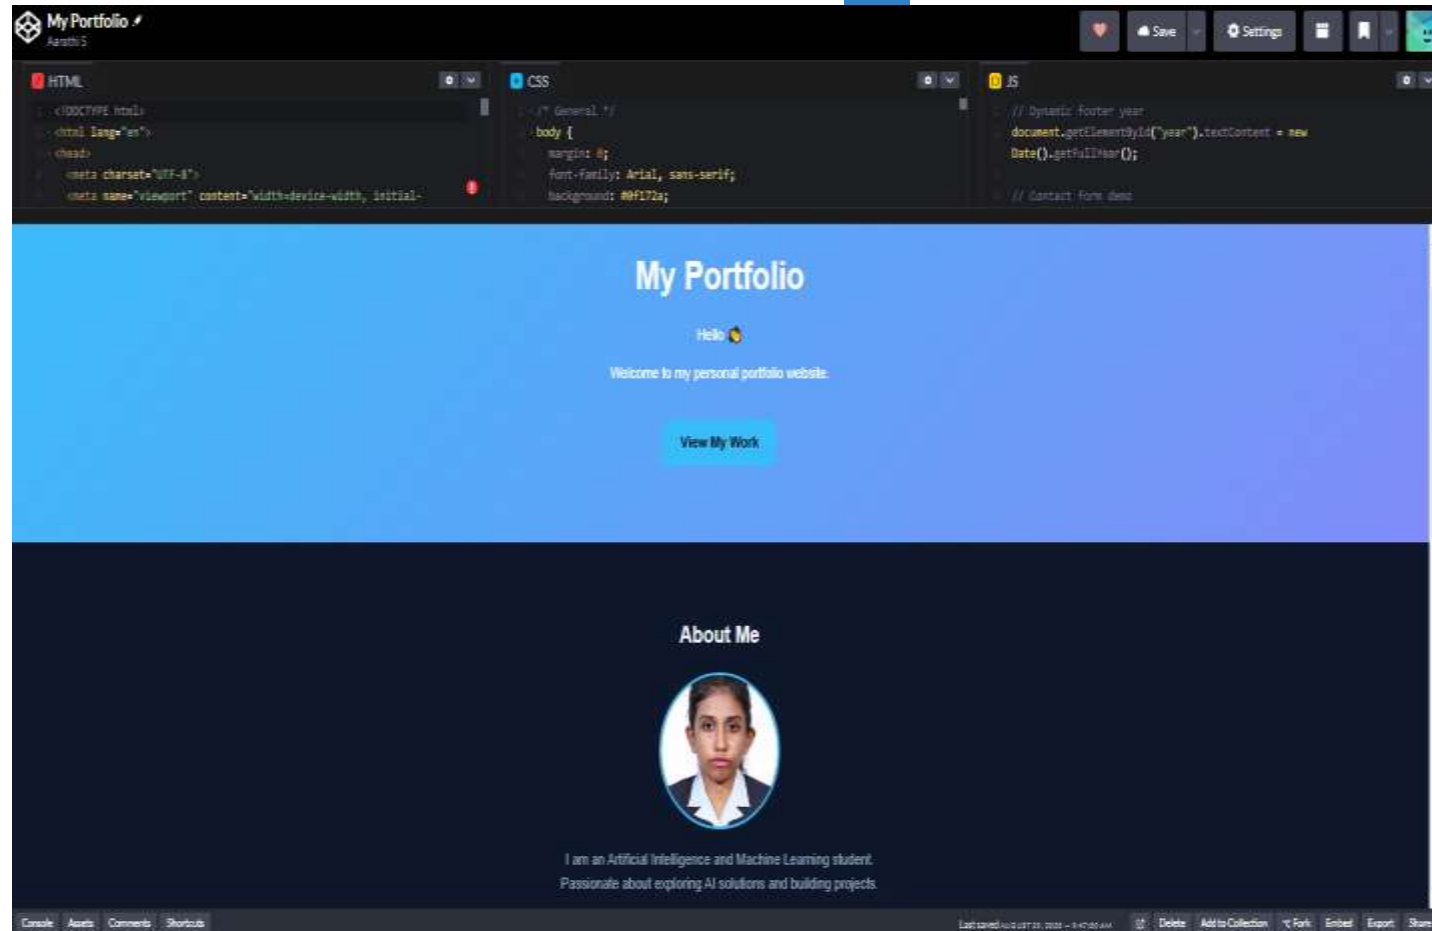 My Portfolio
Aarathi S
Save
Settings
HTML
<!DOCTYPE html>
<html lang="en">
<head>
<meta charset="UTF-8">
<meta name="viewport" content="width=device-width, initial-
CSS
/* General */
body {
margin: 0;
font-family: Arial, sans-serif;
background: #0f172a;
JS
// Dynamic footer year
document.getElementById("year").textContent = new
Date().getFullYear();
// Contact form demo
My Portfolio
Hello
Welcome to my personal portfolio website.
View My Work
About Me
I am an Artificial Intelligence and Machine Learning student.
Passionate about exploring AI solutions and building projects.
Console Assets Comments Shortcuts
Last saved Delete Add to Collection Fork Embed Export Share